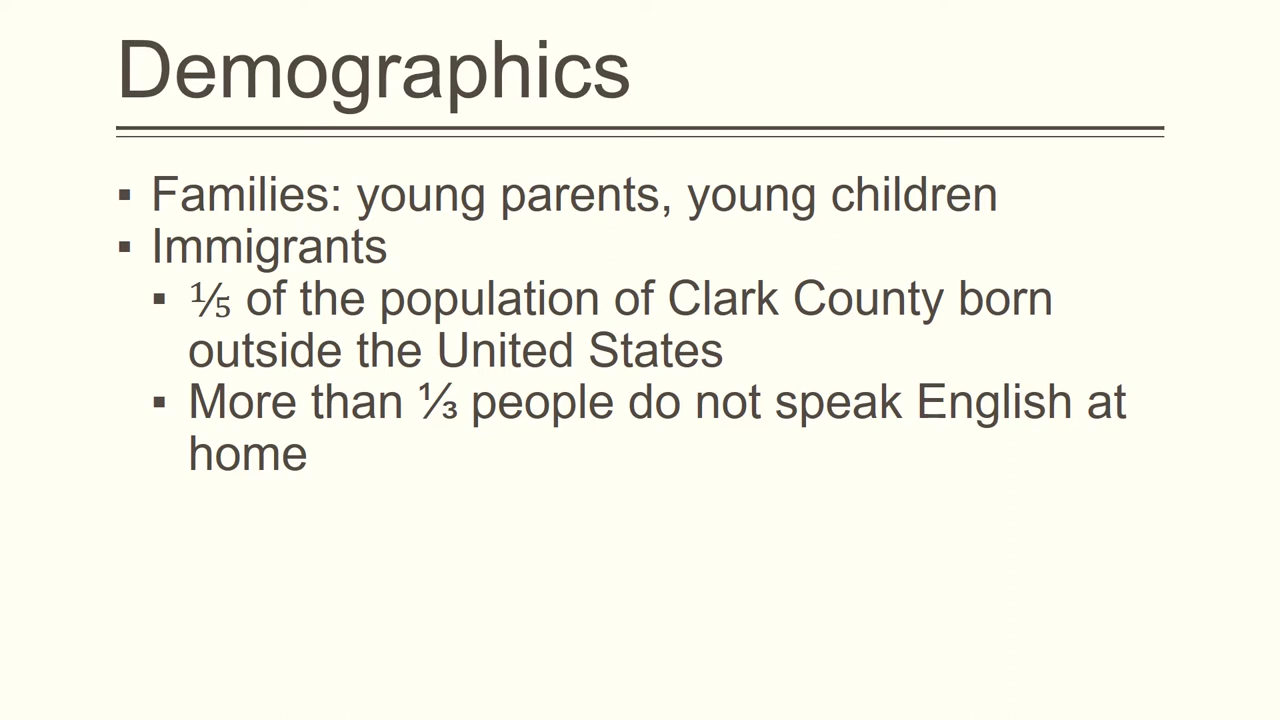 Demographics
▪ Families: young parents, young children
▪ Immigrants
▪ ⅕ of the population of Clark County born
outside the United States
▪ More than ⅓ people do not speak English at
home